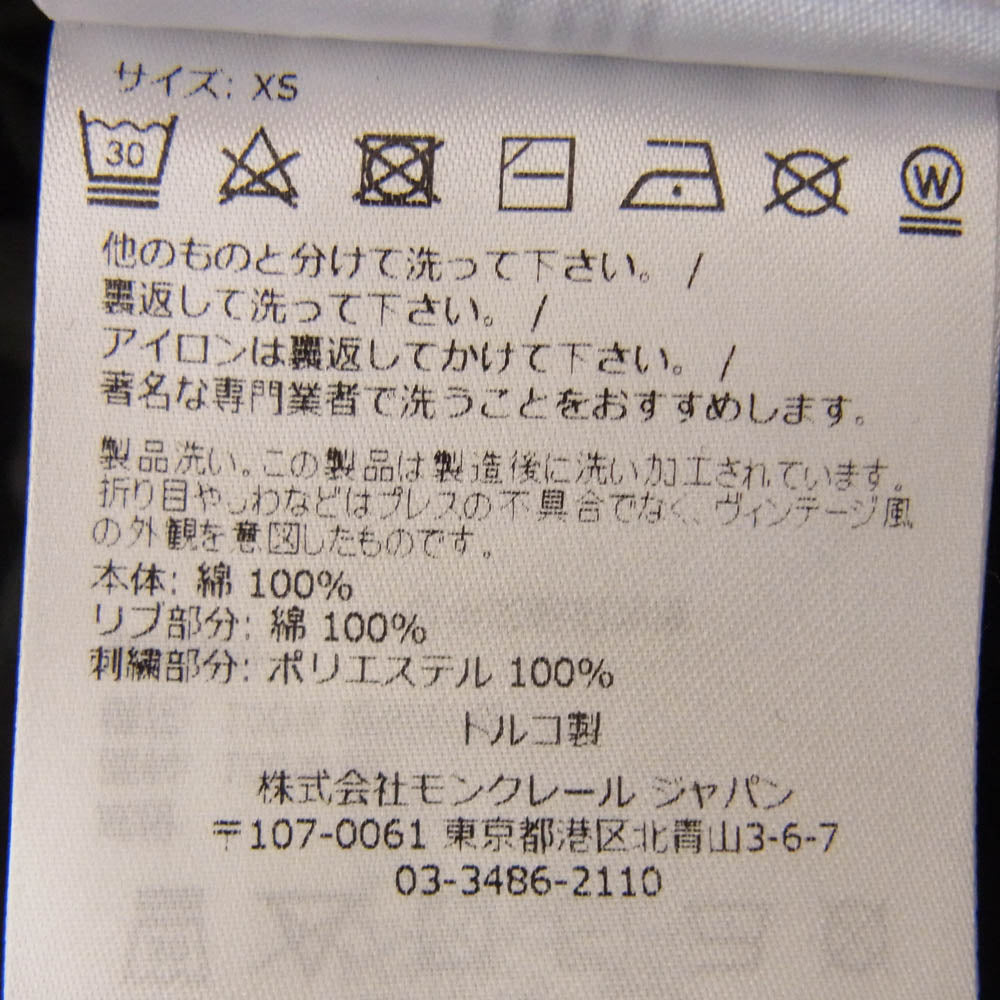 サイズ: XS
30
W
他のものと分けて洗って下さい。 /
裏返して洗って下さい。 /
アイロンは裏返してかけて下さい。 /
著名な専門業者で洗うことをおすすめします。
製品洗い。この製品は製造後に洗い加工されています。
折り目やしわなどはプレスの不具合でなく、ヴィンテージ風
の外観を意図したものです。
本体: 綿 100%
リブ部分: 綿 100%
刺繍部分: ポリエステル 100%
トルコ製
株式会社モンクレール ジャパン
〒107-0061 東京都港区北青山3-6-7
03-3486-2110